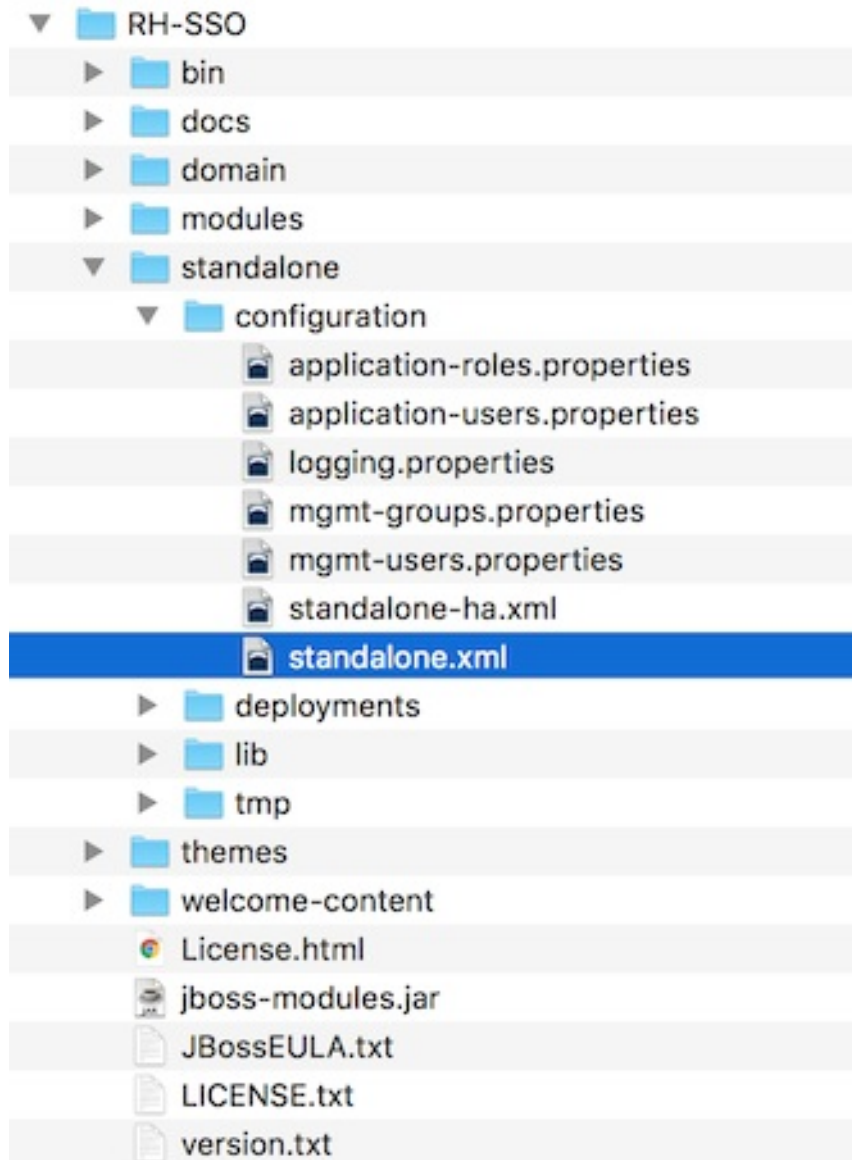 RH-SSO
bin
docs
domain
modules
standalone
configuration
application-roles.properties
application-users.properties
logging.properties
mgmt-groups.properties
mgmt-users.properties
standalone-ha.xml
standalone.xml
deployments
lib
tmp
themes
welcome-content
License.html
jboss-modules.jar
JBossEULA.txt
LICENSE.txt
version.txt